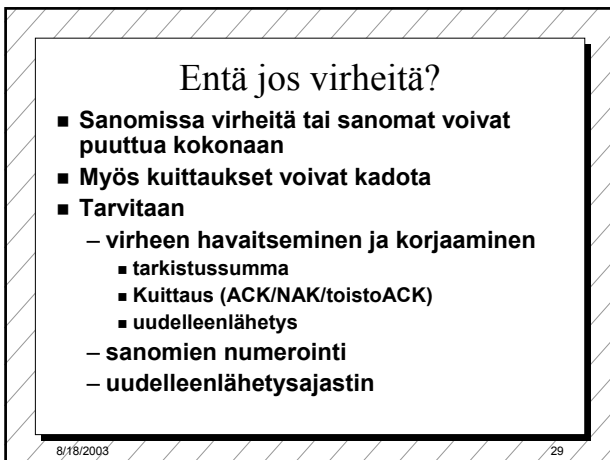 Entä jos virheitä?
■ Sanomissa virheitä tai sanomat voivat
puuttua kokonaan
■ Myös kuittaukset voivat kadota
■ Tarvitaan
– virheen havaitseminen ja korjaaminen
■ tarkistussumma
■ Kuittaus (ACK/NAK/toistoACK)
■ uudelleenlähetys
– sanomien numerointi
– uudelleenlähetysajastin
8/18/2003 29